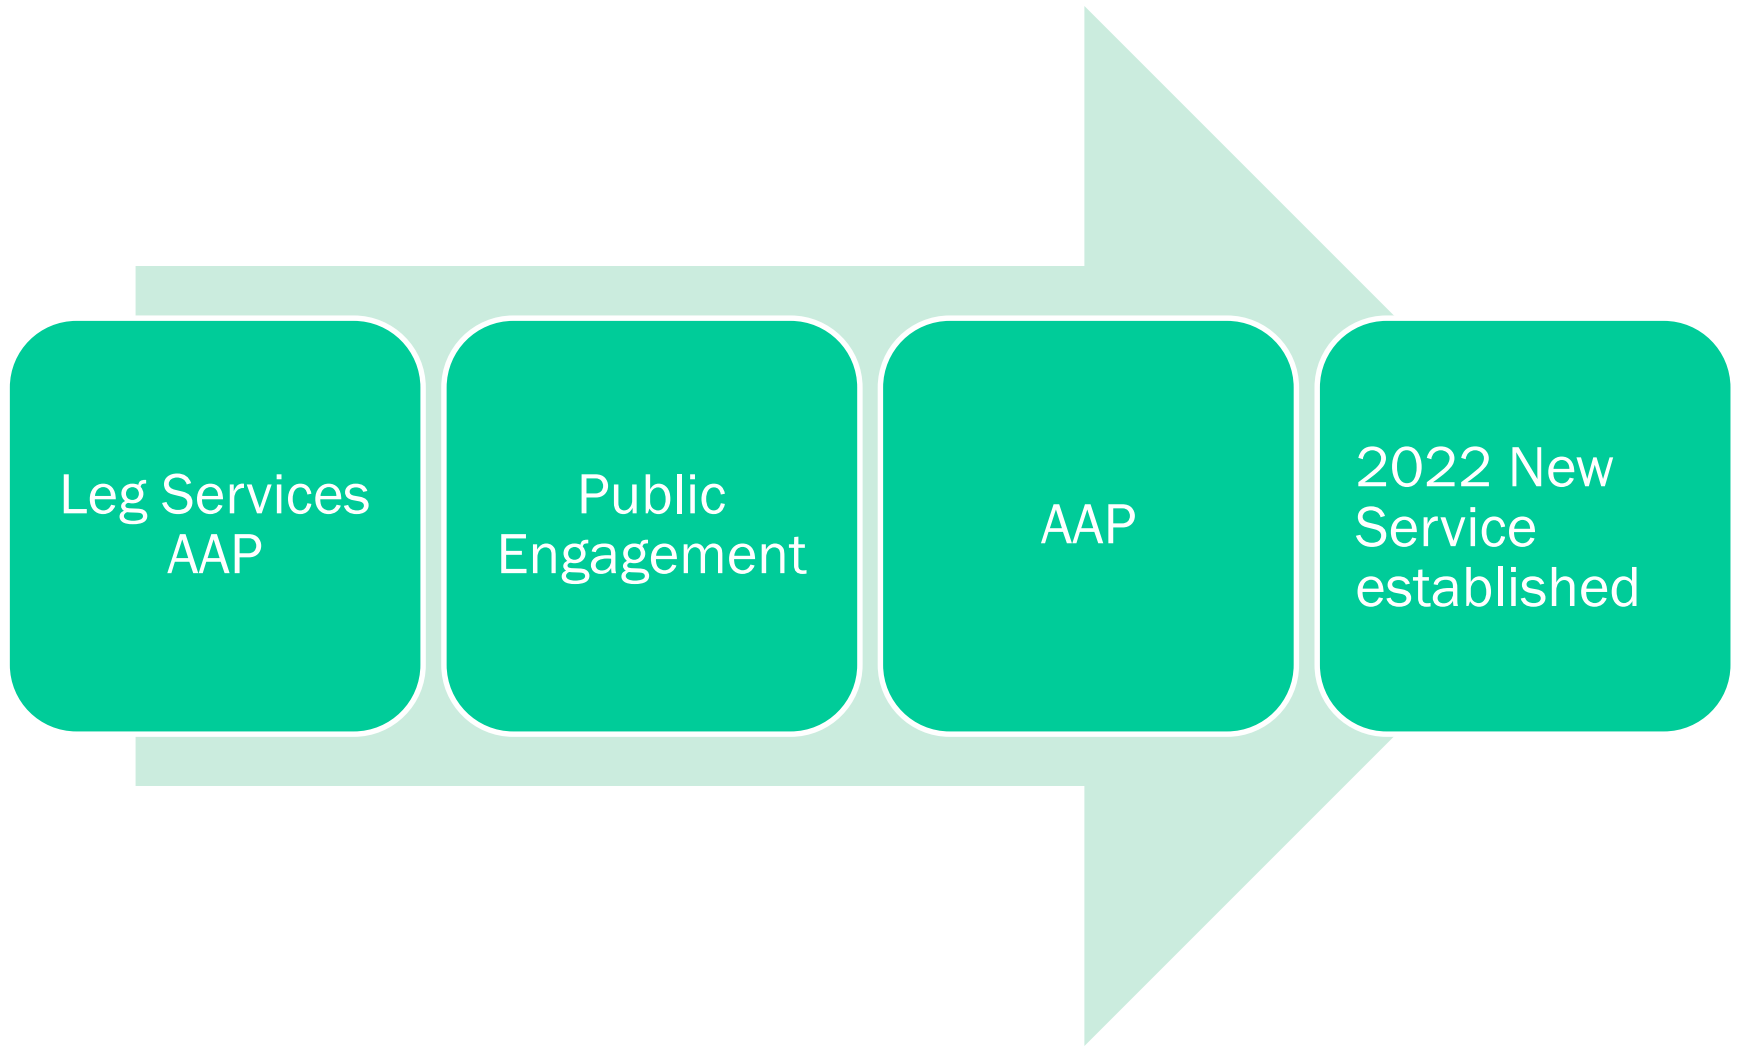 Leg Services
AAP
Public
Engagement
AAP
2022 New
Service
established